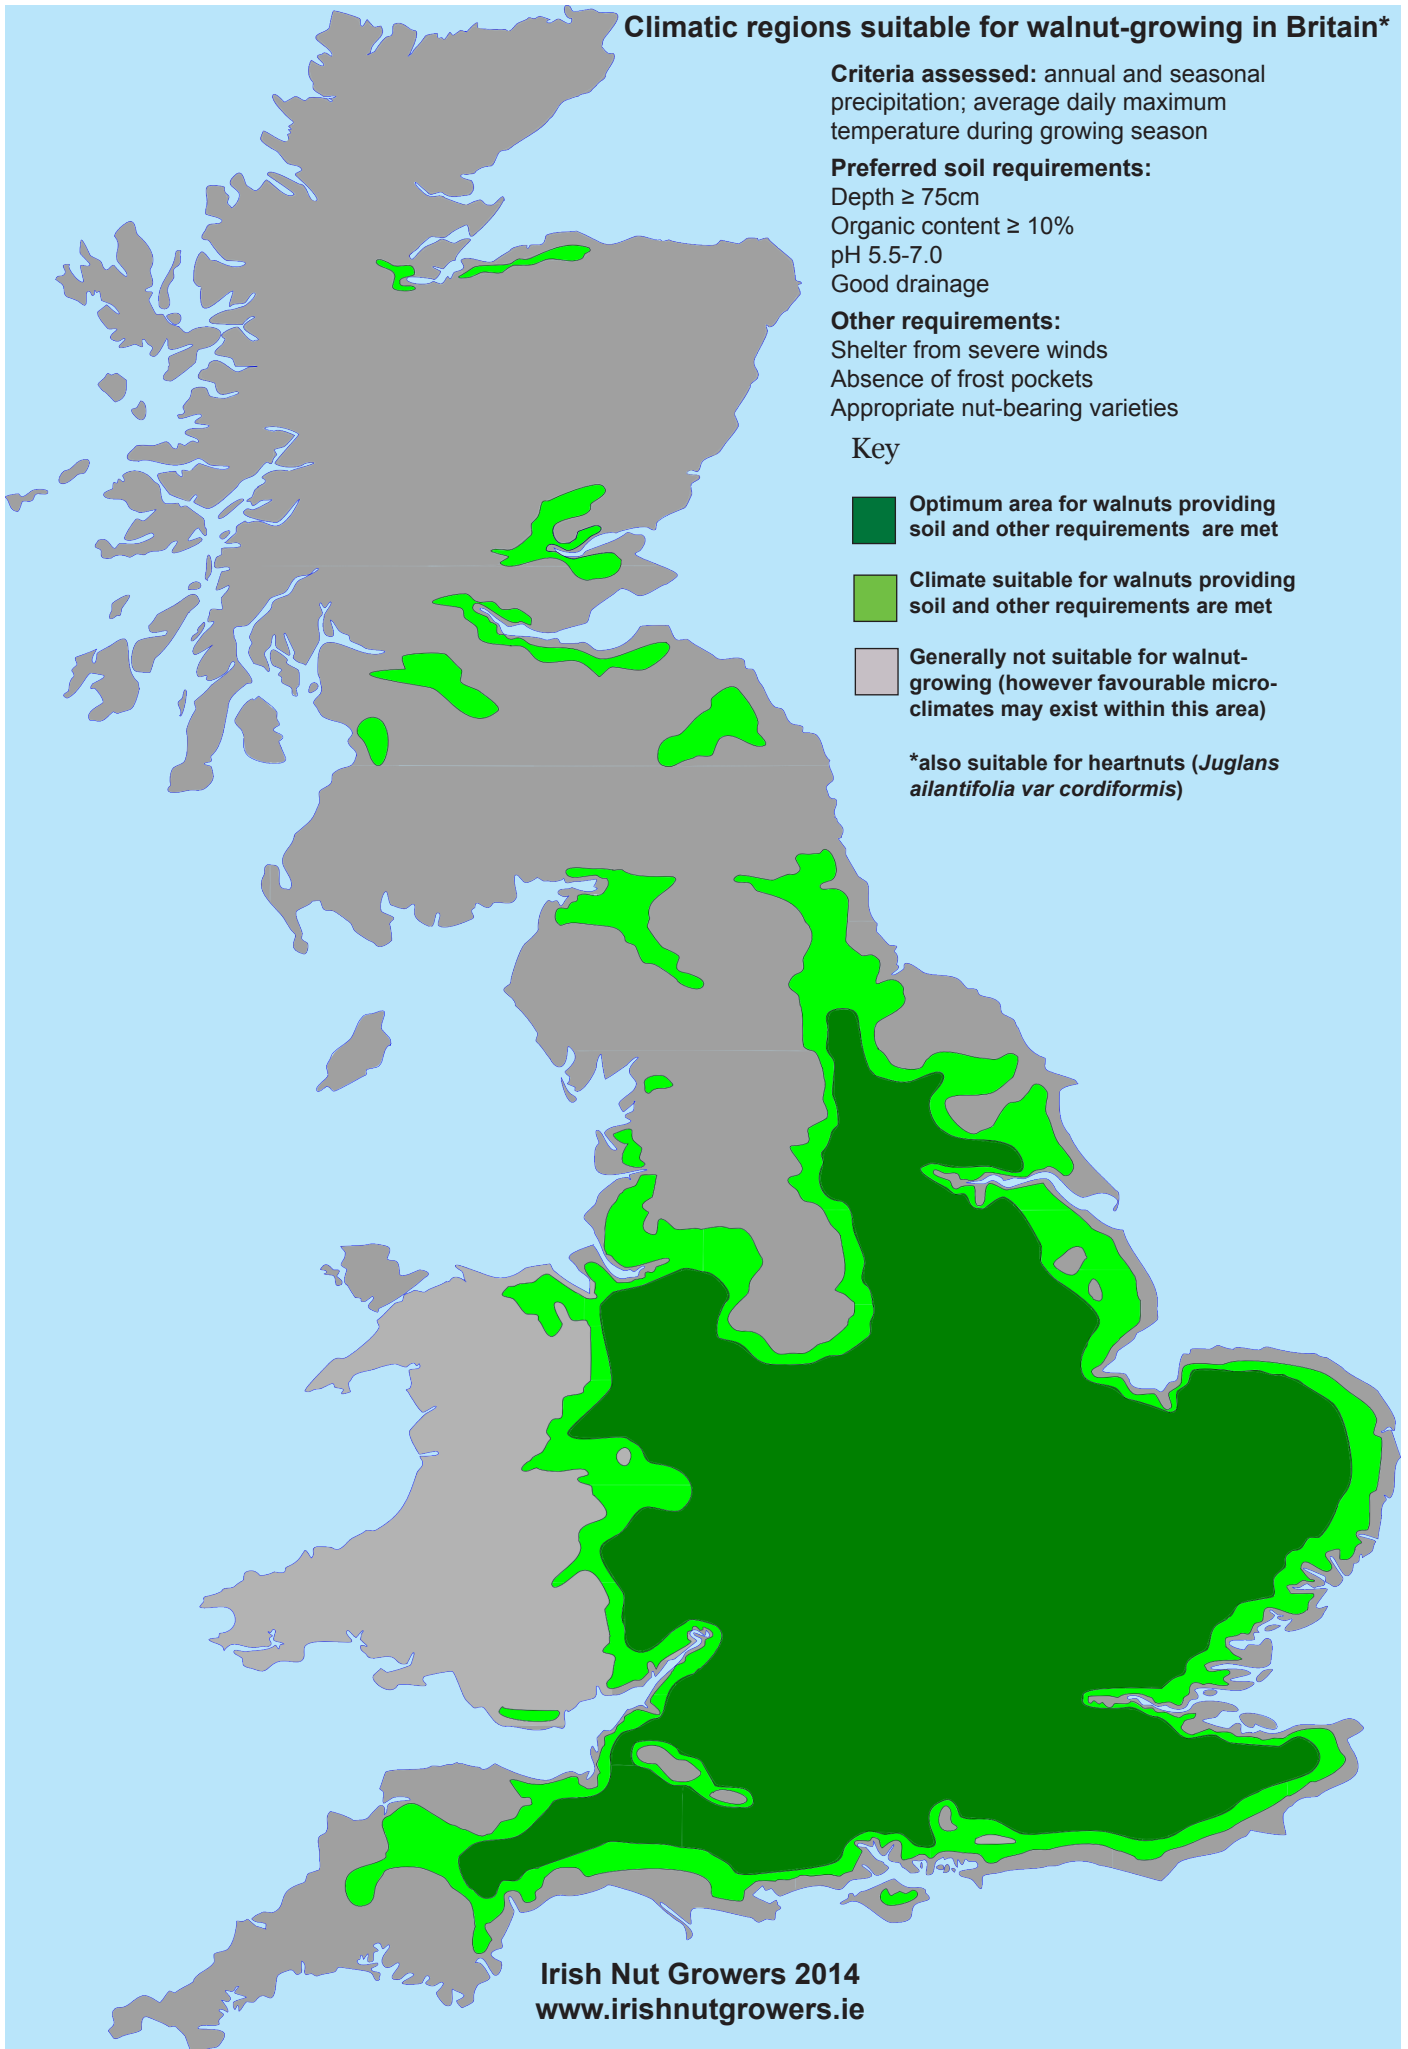 Climatic regions suitable for walnut-growing in Britain*
Criteria assessed: annual and seasonal
precipitation; average daily maximum
temperature during growing season
Preferred soil requirements:
Depth ≥ 75cm
Organic content ≥ 10%
pH 5.5-7.0
Good drainage
Other requirements:
Shelter from severe winds
Absence of frost pockets
Appropriate nut-bearing varieties
Key
Optimum area for walnuts providing
soil and other requirements are met
Climate suitable for walnuts providing
soil and other requirements are met
Generally not suitable for walnut-
growing (however favourable micro-
climates may exist within this area)
*also suitable for heartnuts (Juglans
ailantifolia var cordiformis)
Irish Nut Growers 2014
www.irishnutgrowers.ie